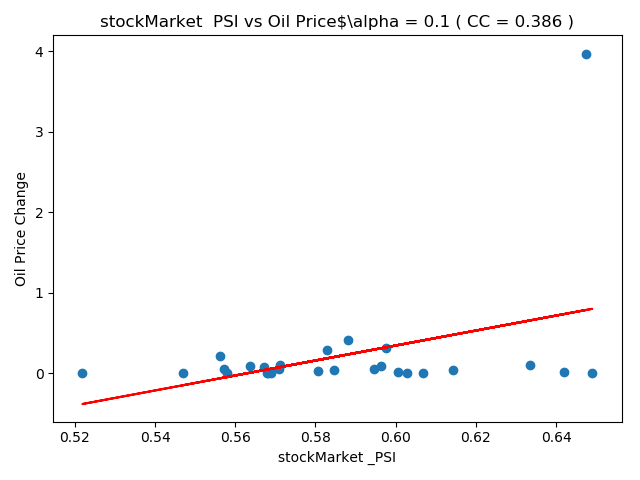 stockMarket  PSI vs Oil Price$\alpha = 0.1 ( CC = 0.386 )
4
3
2
1
0
Oil Price Change
0.52 0.54 0.56 0.58 0.60 0.62 0.64
stockMarket _PSI